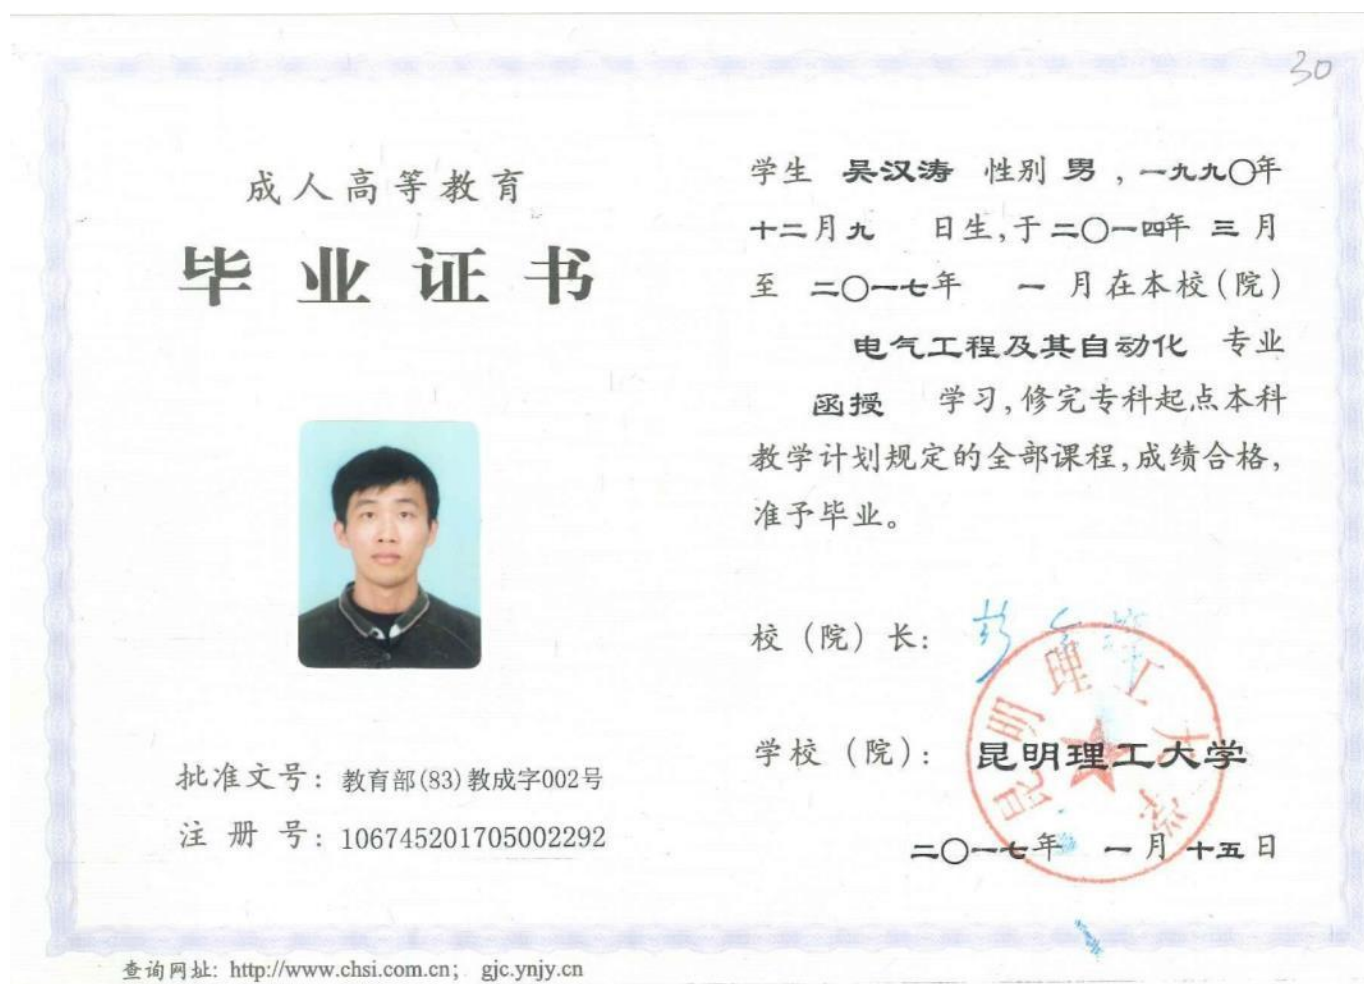 30
成人高等教育
毕业证书
批准文号：教育部(83)教成字002号
注册号：106745201705002292
学生 吴汉涛 性别 男，一九九〇年
十二月九 日生，于二〇一四年 三月
至 二〇一七年 一月在本校(院)
电气工程及其自动化 专业
函授 学习，修完专科起点本科
教学计划规定的全部课程，成绩合格，
准予毕业。
校（院）长：
学校（院）：昆明理工大学
昆明理工大学
二〇一七年 一月十五日
查询网址: http://www.chsi.com.cn; gjc.ynjy.cn